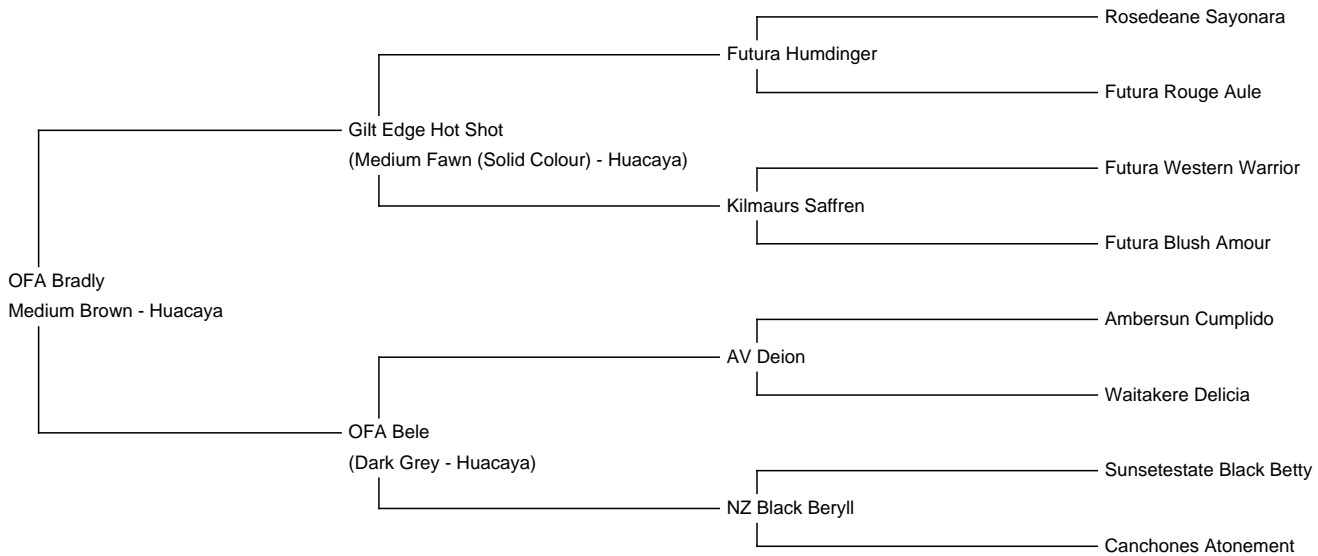 Rosedeane Sayonara
Futura Humdinger
Futura Rouge Aule
Gilt Edge Hot Shot
(Medium Fawn (Solid Colour) - Huacaya)
Futura Western Warrior
Kilmaurs Saffren
Futura Blush Amour
OFA Bradly
Medium Brown - Huacaya
Ambersun Cumplido
AV Deion
Waitakere Delicia
OFA Bele
(Dark Grey - Huacaya)
Sunsetestate Black Betty
NZ Black Beryll
Canchones Atonement